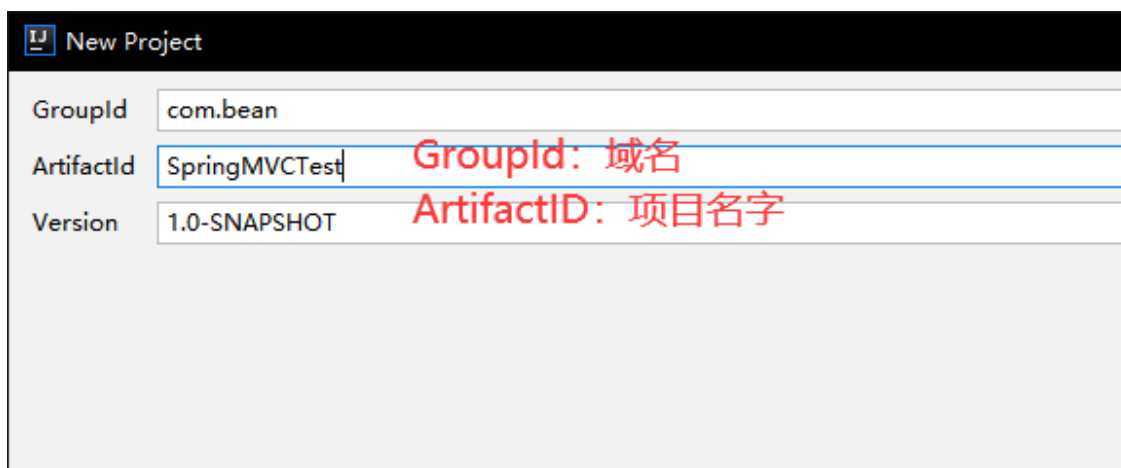 IJ New Project
GroupId com.bean
GroupId：域名
ArtifactId SpringMVCTest
ArtifactID：项目名字
Version 1.0-SNAPSHOT